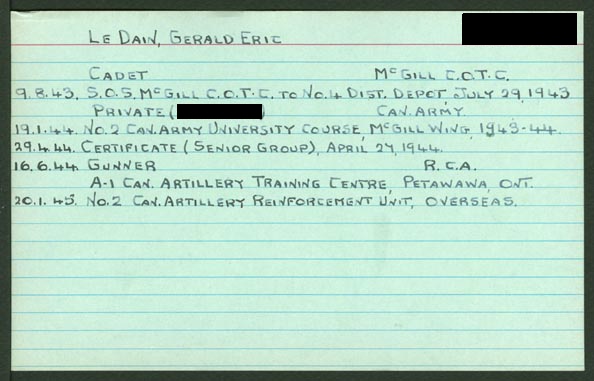 Le Dain, Gerald Eric
Cadet McGill C.O.T.C.
9.8.43. S.O.S. McGill C.O.T.C. to No.4 Dist. Depot July 29, 1943
Private ( ) Can. Army
19.1.44. No.2 Can. Army University Course, McGill Wing, 1943-44.
29.4.44. Certificate (Senior Group), April 27, 1944.
16.6.44. Gunner R.C.A.
A-1 Can. Artillery Training Centre, Petawawa, Ont.
20.1.45. No.2 Can. Artillery Reinforcement Unit, Overseas.